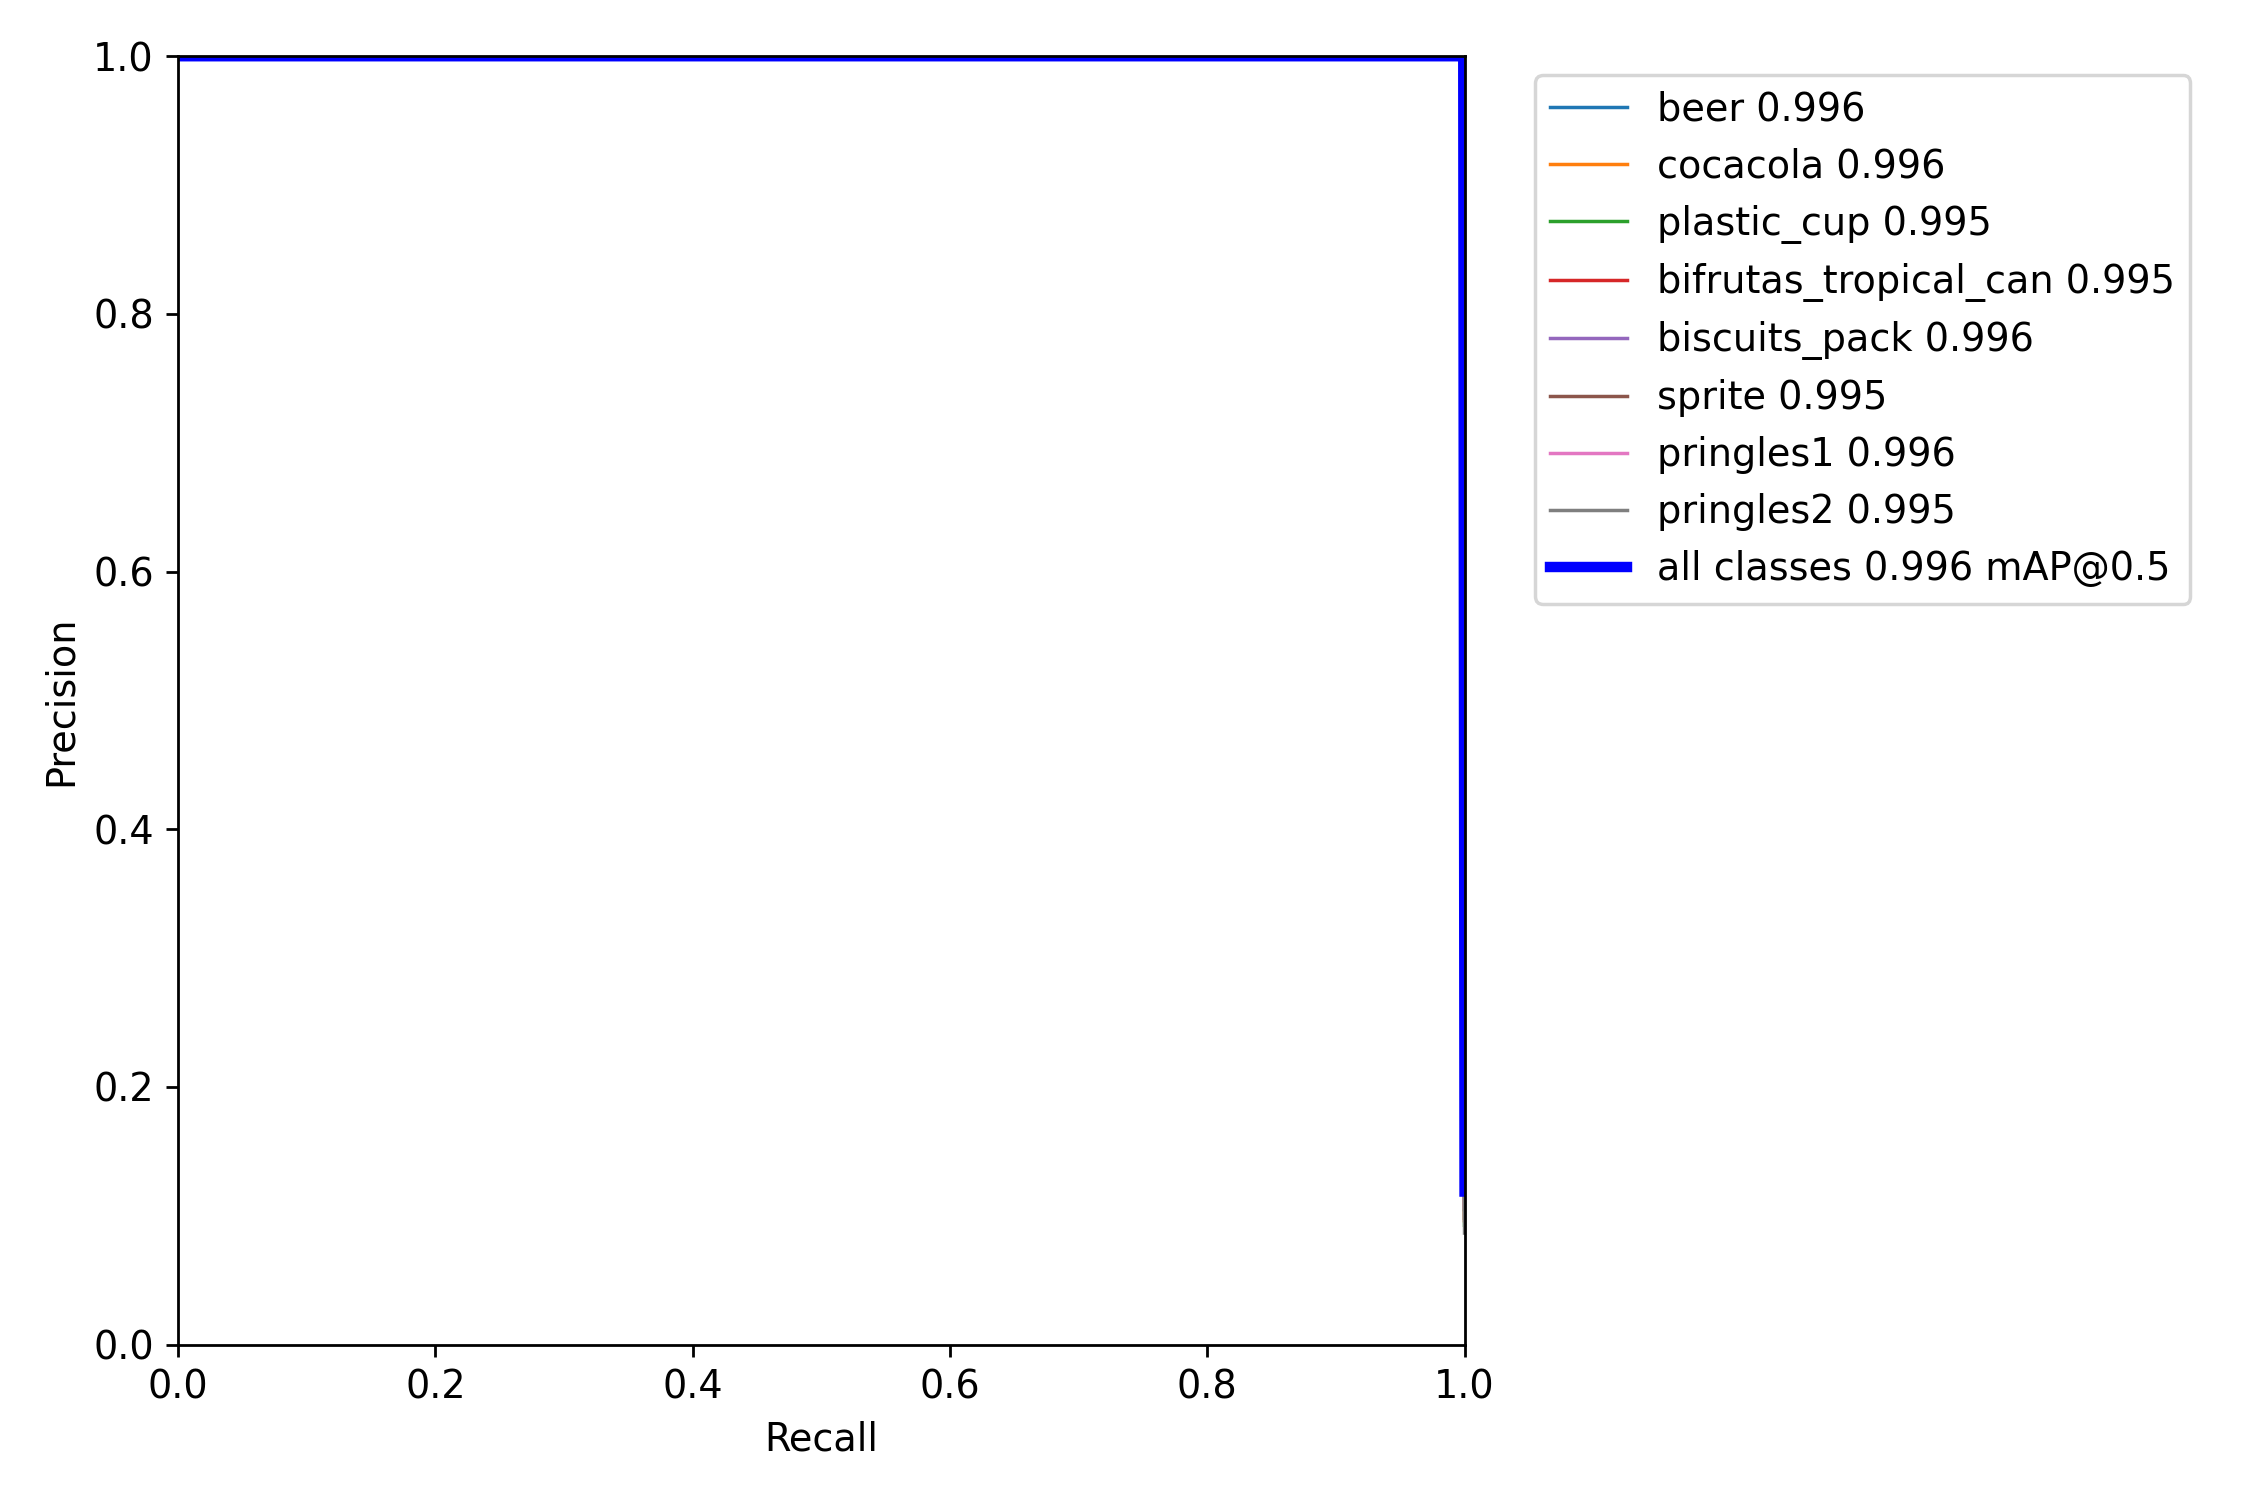 1.0
0.8
0.6
0.4
0.2
0.0
Precision
0.0 0.2 0.4 0.6 0.8 1.0
Recall
beer 0.996
cocacola 0.996
plastic_cup 0.995
bifrutas_tropical_can 0.995
biscuits_pack 0.996
sprite 0.995
pringles1 0.996
pringles2 0.995
all classes 0.996 mAP@0.5